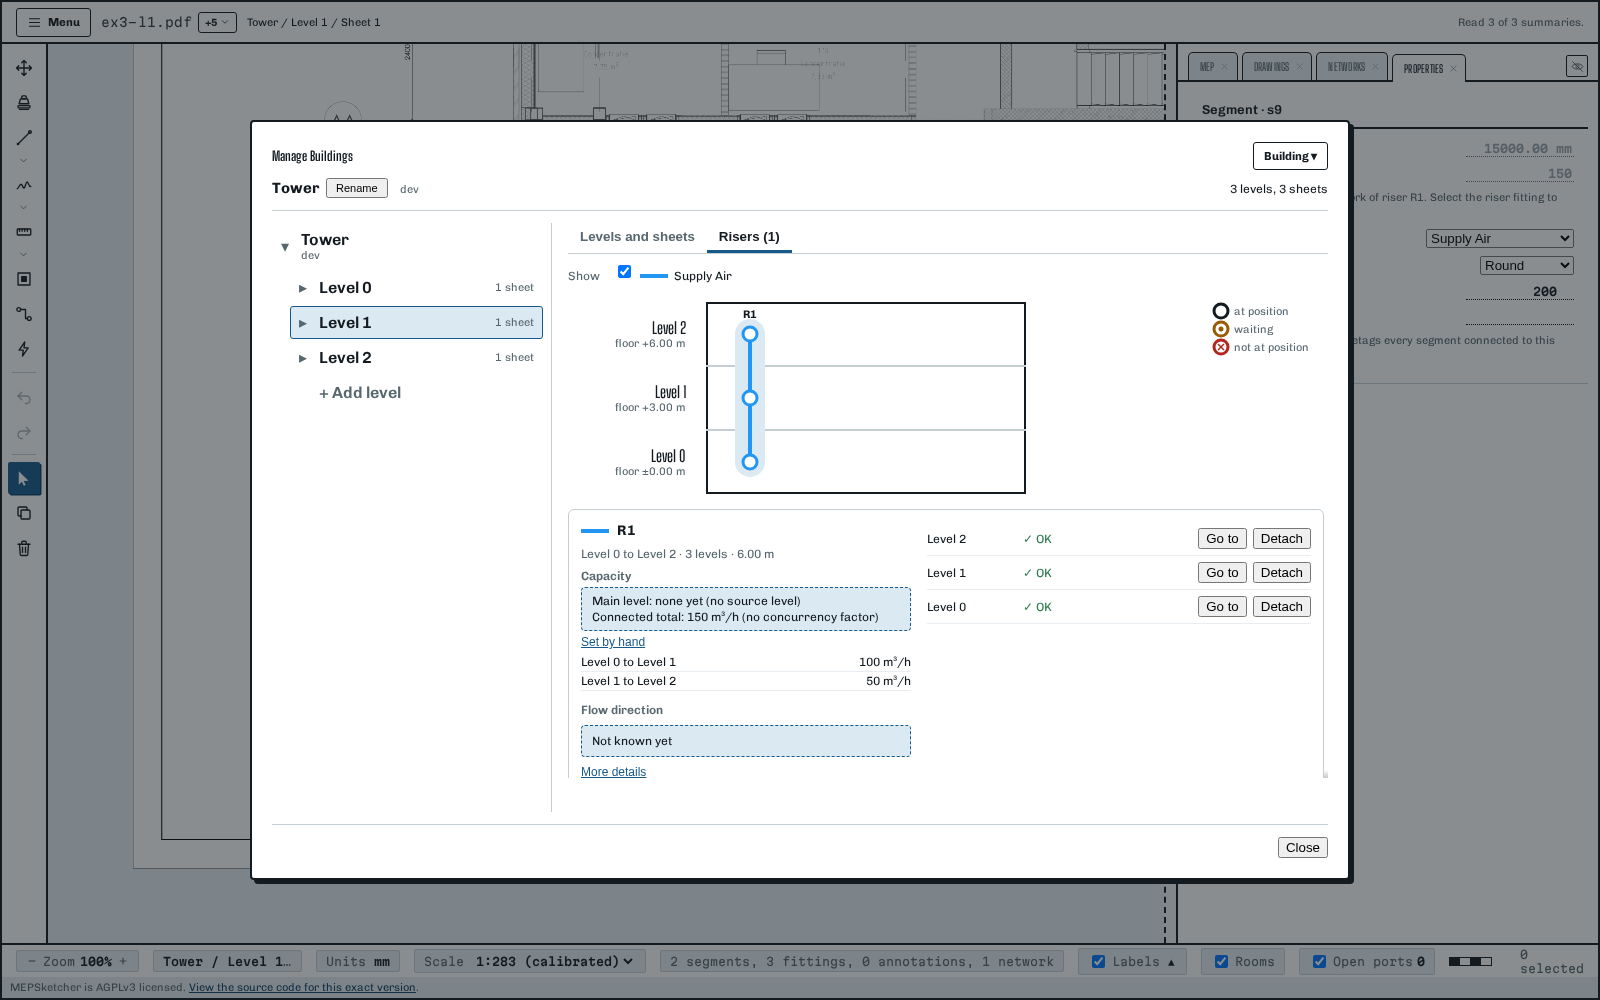 Menu
ex3-l1.pdf
+5
Tower / Level 1 / Sheet 1
Read 3 of 3 summaries.
2400
MEP
DRAWINGS
NETWORKS
PROPERTIES
Segment · s9
15000.00 mm
150
rk of riser R1. Select the riser fitting to
Supply Air
Round
200
etags every segment connected to this
Manage Buildings
Building ▾
Tower
Rename
dev
3 levels, 3 sheets
▼ Tower
dev
▶ Level 0 1 sheet
▶ Level 1 1 sheet
▶ Level 2 1 sheet
+ Add level
Levels and sheets
Risers (1)
Show
Supply Air
R1
Level 2
floor +6.00 m
Level 1
floor +3.00 m
Level 0
floor ±0.00 m
at position
waiting
not at position
R1
Level 0 to Level 2 · 3 levels · 6.00 m
Capacity
Main level: none yet (no source level)
Connected total: 150 m³/h (no concurrency factor)
Set by hand
Level 0 to Level 1 100 m³/h
Level 1 to Level 2 50 m³/h
Flow direction
Not known yet
More details
Level 2 ✓ OK Go to Detach
Level 1 ✓ OK Go to Detach
Level 0 ✓ OK Go to Detach
Close
− Zoom 100% +
Tower / Level 1…
Units mm
Scale 1:283 (calibrated)
2 segments, 3 fittings, 0 annotations, 1 network
Labels ▲
Rooms
Open ports 0
0 selected
MEPSketcher is AGPLv3 licensed. View the source code for this exact version.